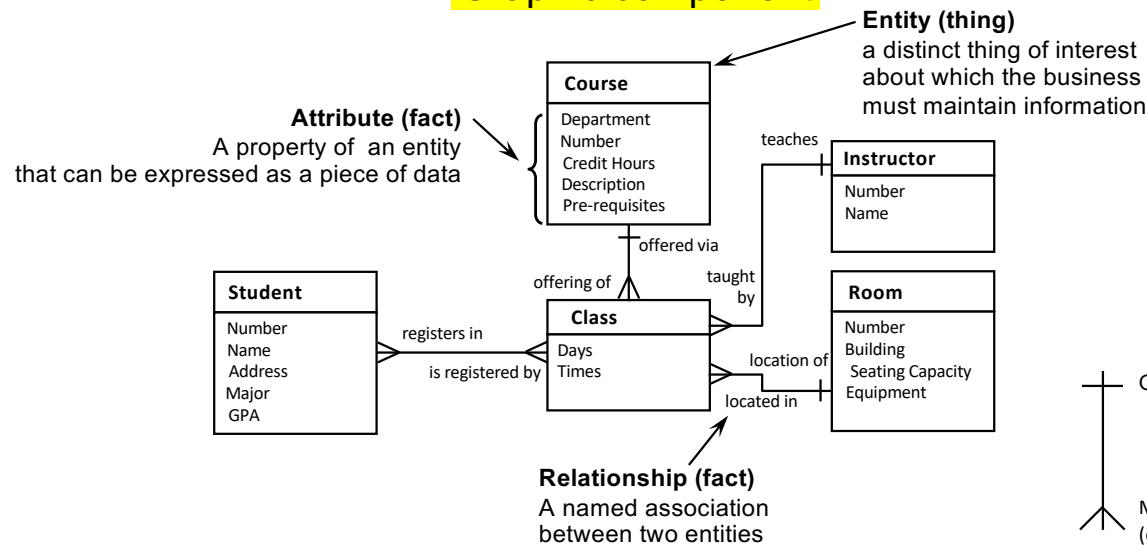 Entity (thing)
a distinct thing of interest
about which the business
must maintain information
Attribute (fact)
A property of an entity
that can be expressed as a piece of data
Course
Department
Number
Credit Hours
Description
Pre-requisites
teaches
Instructor
Number
Name
offered via
offering of
taught
by
Student
Number
Name
Address
Major
GPA
registers in
is registered by
Class
Days
Times
Room
Number
Building
Seating Capacity
Equipment
location of
located in
Relationship (fact)
A named association
between two entities